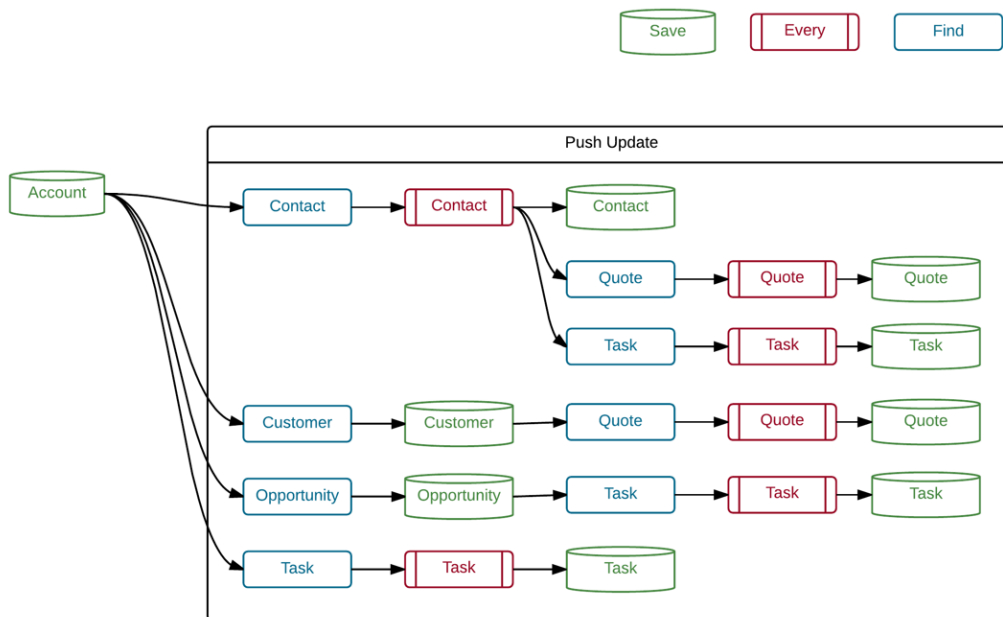 Save
Every
Find
Push Update
Account
Contact
Contact
Contact
Quote
Quote
Quote
Task
Task
Task
Customer
Customer
Quote
Quote
Quote
Opportunity
Opportunity
Task
Task
Task
Task
Task
Task